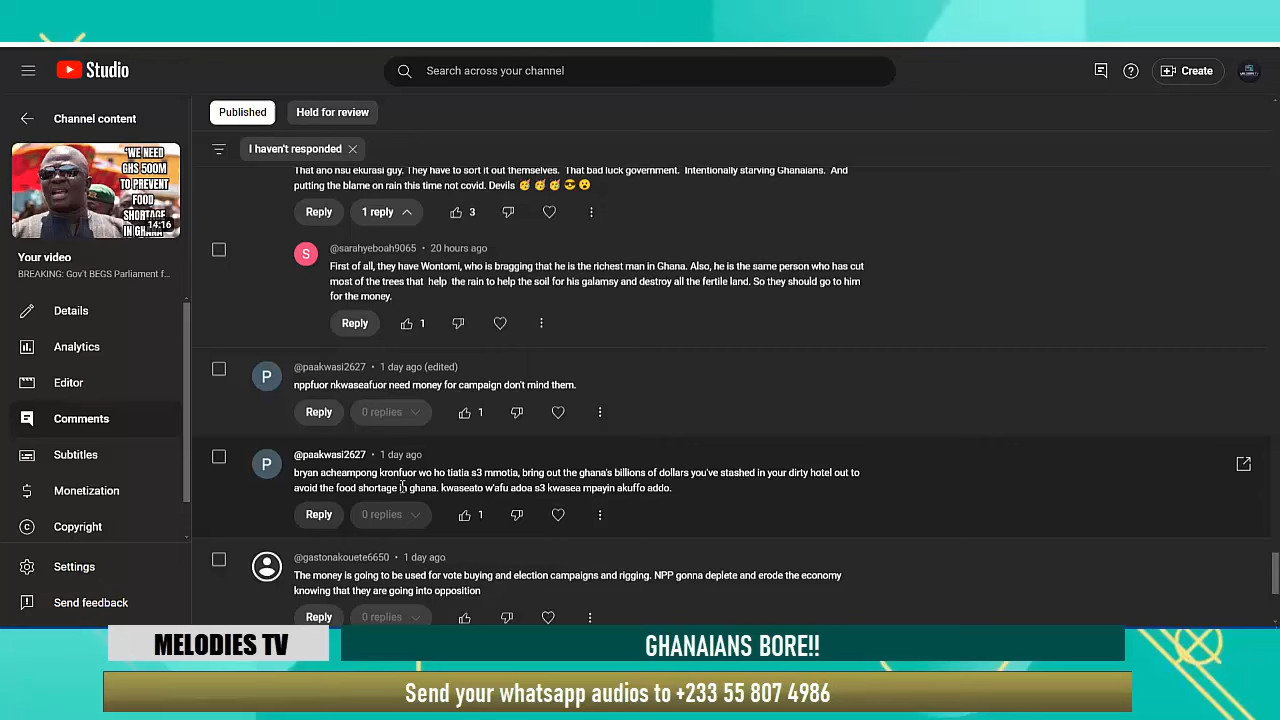 Studio
Search across your channel
Create
Channel content
Published
Held for review
I haven't responded
"WE NEED
GHS 500M
TO PREVENT
FOOD
SHORTAGE
IN GHANA
14:16
Your video
BREAKING: Gov't BEGS Parliament f...
Details
Analytics
Editor
Comments
Subtitles
Monetization
Copyright
Settings
Send feedback
That ano nsu ekurasi guy. They have to sort it out themselves. That bad luck government. Intentionally starving Ghanaians. And
putting the blame on rain this time not covid. Devils 🥳 🥳 🥳 😎 😮
Reply 1 reply 3
S
@sarahyeboah9065 • 20 hours ago
First of all, they have Wontomi, who is bragging that he is the richest man in Ghana. Also, he is the same person who has cut
most of the trees that help the rain to help the soil for his galamsy and destroy all the fertile land. So they should go to him
for the money.
Reply 1
P
@paakwasi2627 • 1 day ago (edited)
nppfuor nkwaseafuor need money for campaign don't mind them.
Reply 0 replies 1
P
@paakwasi2627 • 1 day ago
bryan acheampong kronfuor wo ho tiatia s3 mmotia, bring out the ghana's billions of dollars you've stashed in your dirty hotel out to
avoid the food shortage in ghana. kwaseato w'afu adoa s3 kwasea mpayin akuffo addo.
Reply 0 replies 1
@gastonakouete6650 • 1 day ago
The money is going to be used for vote buying and election campaigns and rigging. NPP gonna deplete and erode the economy
knowing that they are going into opposition
Reply 0 replies
MELODIES TV
GHANAIANS BORE!!
Send your whatsapp audios to +233 55 807 4986